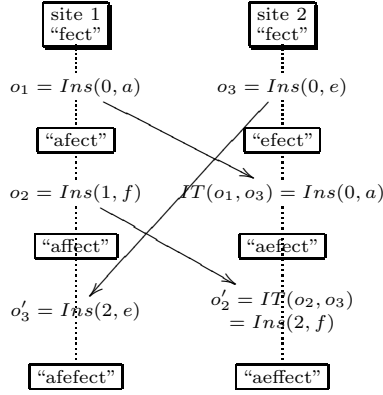 site 1
“fect”
site 2
“fect”
o₁ = Ins(0, a)
o₃ = Ins(0, e)
“afect”
“efect”
o₂ = Ins(1, f)
IT(o₁, o₃) = Ins(0, a)
“affect”
“aefect”
o′₃ = Ins(2, e)
o′₂ = IT(o₂, o₃)
= Ins(2, f)
“afefect”
“aeffect”